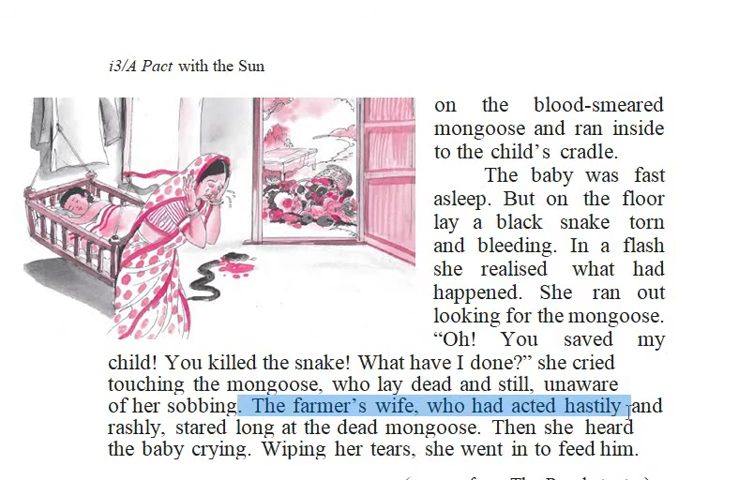 i3/A Pact with the Sun
on the blood-smeared
mongoose and ran inside
to the child's cradle.
The baby was fast
asleep. But on the floor
lay a black snake torn
and bleeding. In a flash
she realised what had
happened. She ran out
looking for the mongoose.
“Oh! You saved my
child! You killed the snake! What have I done?” she cried
touching the mongoose, who lay dead and still, unaware
of her sobbing. The farmer's wife, who had acted hastily and
rashly, stared long at the dead mongoose. Then she heard
the baby crying. Wiping her tears, she went in to feed him.